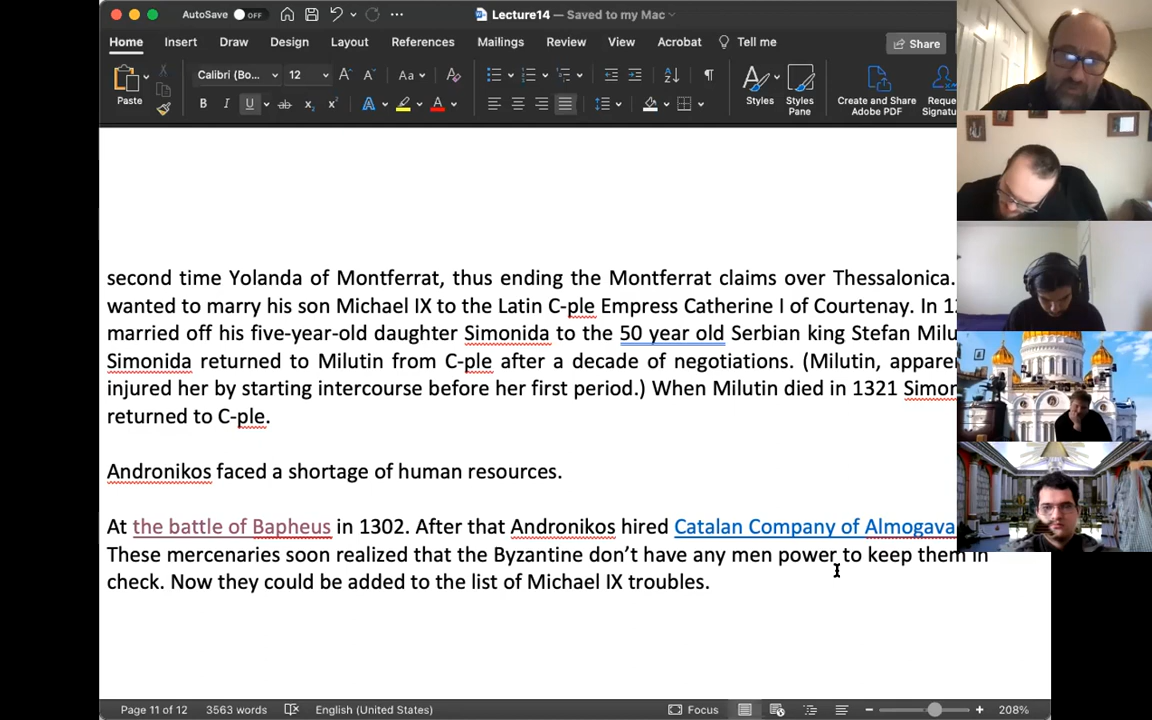 AutoSave OFF Lecture14 — Saved to my Mac
Home Insert Draw Design Layout References Mailings Review View Acrobat Tell me Share
Calibri (Bo... 12 Aa
Paste B I U ab x x A A Styles Styles Pane Create and Share Adobe PDF Reque Signatu
second time Yolanda of Montferrat, thus ending the Montferrat claims over Thessalonica.
wanted to marry his son Michael IX to the Latin C-ple Empress Catherine I of Courtenay. In
married off his five-year-old daughter Simonida to the 50 year old Serbian king Stefan Milu
Simonida returned to Milutin from C-ple after a decade of negotiations. (Milutin, appare
injured her by starting intercourse before her first period.) When Milutin died in 1321 Simon
returned to C-ple.
Andronikos faced a shortage of human resources.
At the battle of Bapheus in 1302. After that Andronikos hired Catalan Company of Almogava
These mercenaries soon realized that the Byzantine don't have any men power to keep them in
check. Now they could be added to the list of Michael IX troubles.
Page 11 of 12 3563 words English (United States) Focus 208%